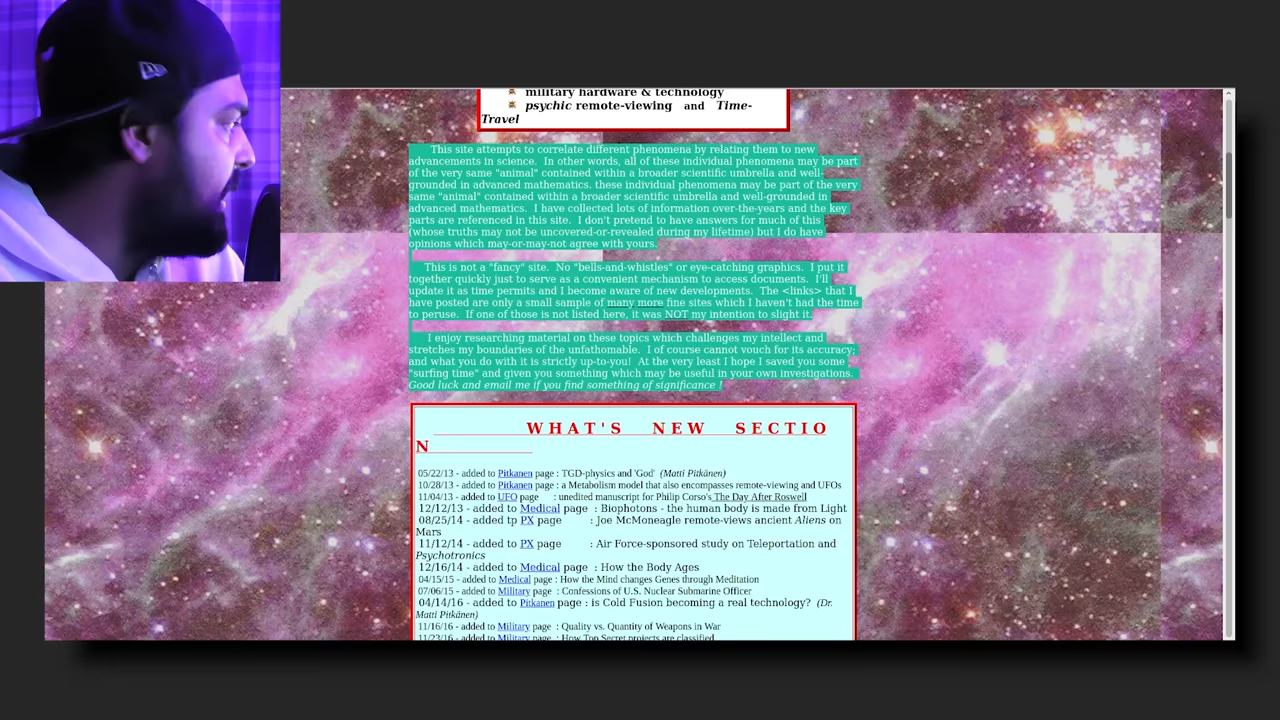 military hardware & technology
psychic remote-viewing and Time-
Travel
This site attempts to correlate different phenomena by relating them to new
advancements in science. In other words, all of these individual phenomena may be part
of the very same "animal" contained within a broader scientific umbrella and well-
grounded in advanced mathematics. these individual phenomena may be part of the very
same "animal" contained within a broader scientific umbrella and well-grounded in
advanced mathematics. I have collected lots of information over-the-years and the key
parts are referenced in this site. I don't pretend to have answers for much of this
(whose truths may not be uncovered-or-revealed during my lifetime) but I do have
opinions which may-or-may-not agree with yours.
This is not a "fancy" site. No "bells-and-whistles" or eye-catching graphics. I put it
together quickly just to serve as a convenient mechanism to access documents. I'll
update it as time permits and I become aware of new developments. The <links> that I
have posted are only a small sample of many more fine sites which I haven't had the time
to peruse. If one of those is not listed here, it was NOT my intention to slight it.
I enjoy researching material on these topics which challenges my intellect and
stretches my boundaries of the unfathomable. I of course cannot vouch for its accuracy;
and what you do with it is strictly up-to-you! At the very least I hope I saved you some
"surfing time" and given you something which may be useful in your own investigations.
Good luck and email me if you find something of significance !
WHAT'S NEW SECTIO
N
05/22/13 - added to Pitkanen page : TGD-physics and 'God' (Matti Pitkänen)
10/28/13 - added to Pitkanen page : a Metabolism model that also encompasses remote-viewing and UFOs
11/04/13 - added to UFO page : unedited manuscript for Philip Corso's The Day After Roswell
12/12/13 - added to Medical page : Biophotons - the human body is made from Light
08/25/14 - added tp PX page : Joe McMoneagle remote-views ancient Aliens on
Mars
11/12/14 - added to PX page : Air Force-sponsored study on Teleportation and
Psychotronics
12/16/14 - added to Medical page : How the Body Ages
04/15/15 - added to Medical page : How the Mind changes Genes through Meditation
07/06/15 - added to Military page : Confessions of U.S. Nuclear Submarine Officer
04/14/16 - added to Pitkanen page : is Cold Fusion becoming a real technology? (Dr.
Matti Pitkänen)
11/16/16 - added to Military page : Quality vs. Quantity of Weapons in War
11/23/16 - added to Military page : How Top Secret projects are classified